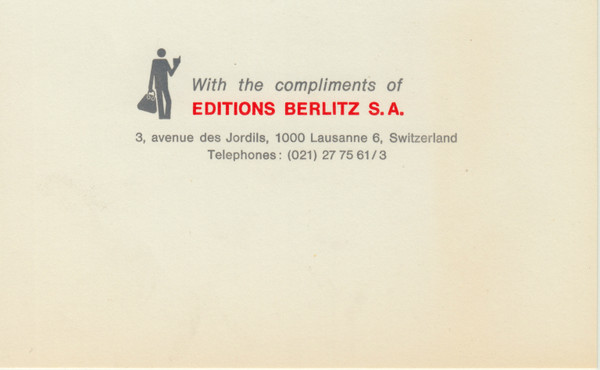 With the compliments of
EDITIONS BERLITZ S.A.
3, avenue des Jordils, 1000 Lausanne 6, Switzerland
Telephones: (021) 27 75 61/3